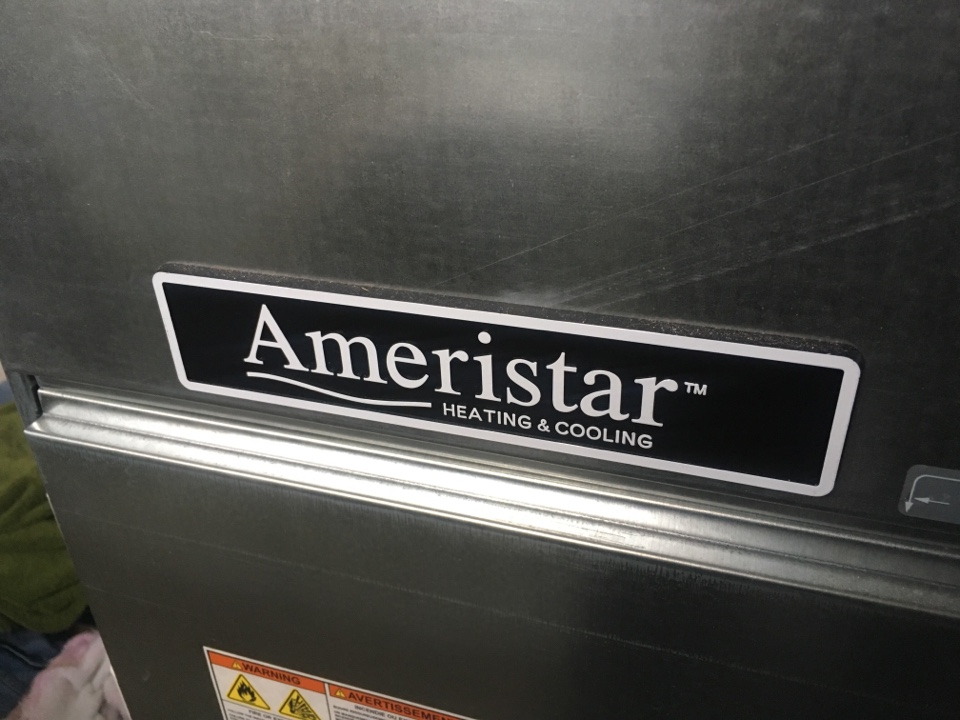 Ameristar™
HEATING & COOLING
WARNING
AVERTISSEMENT